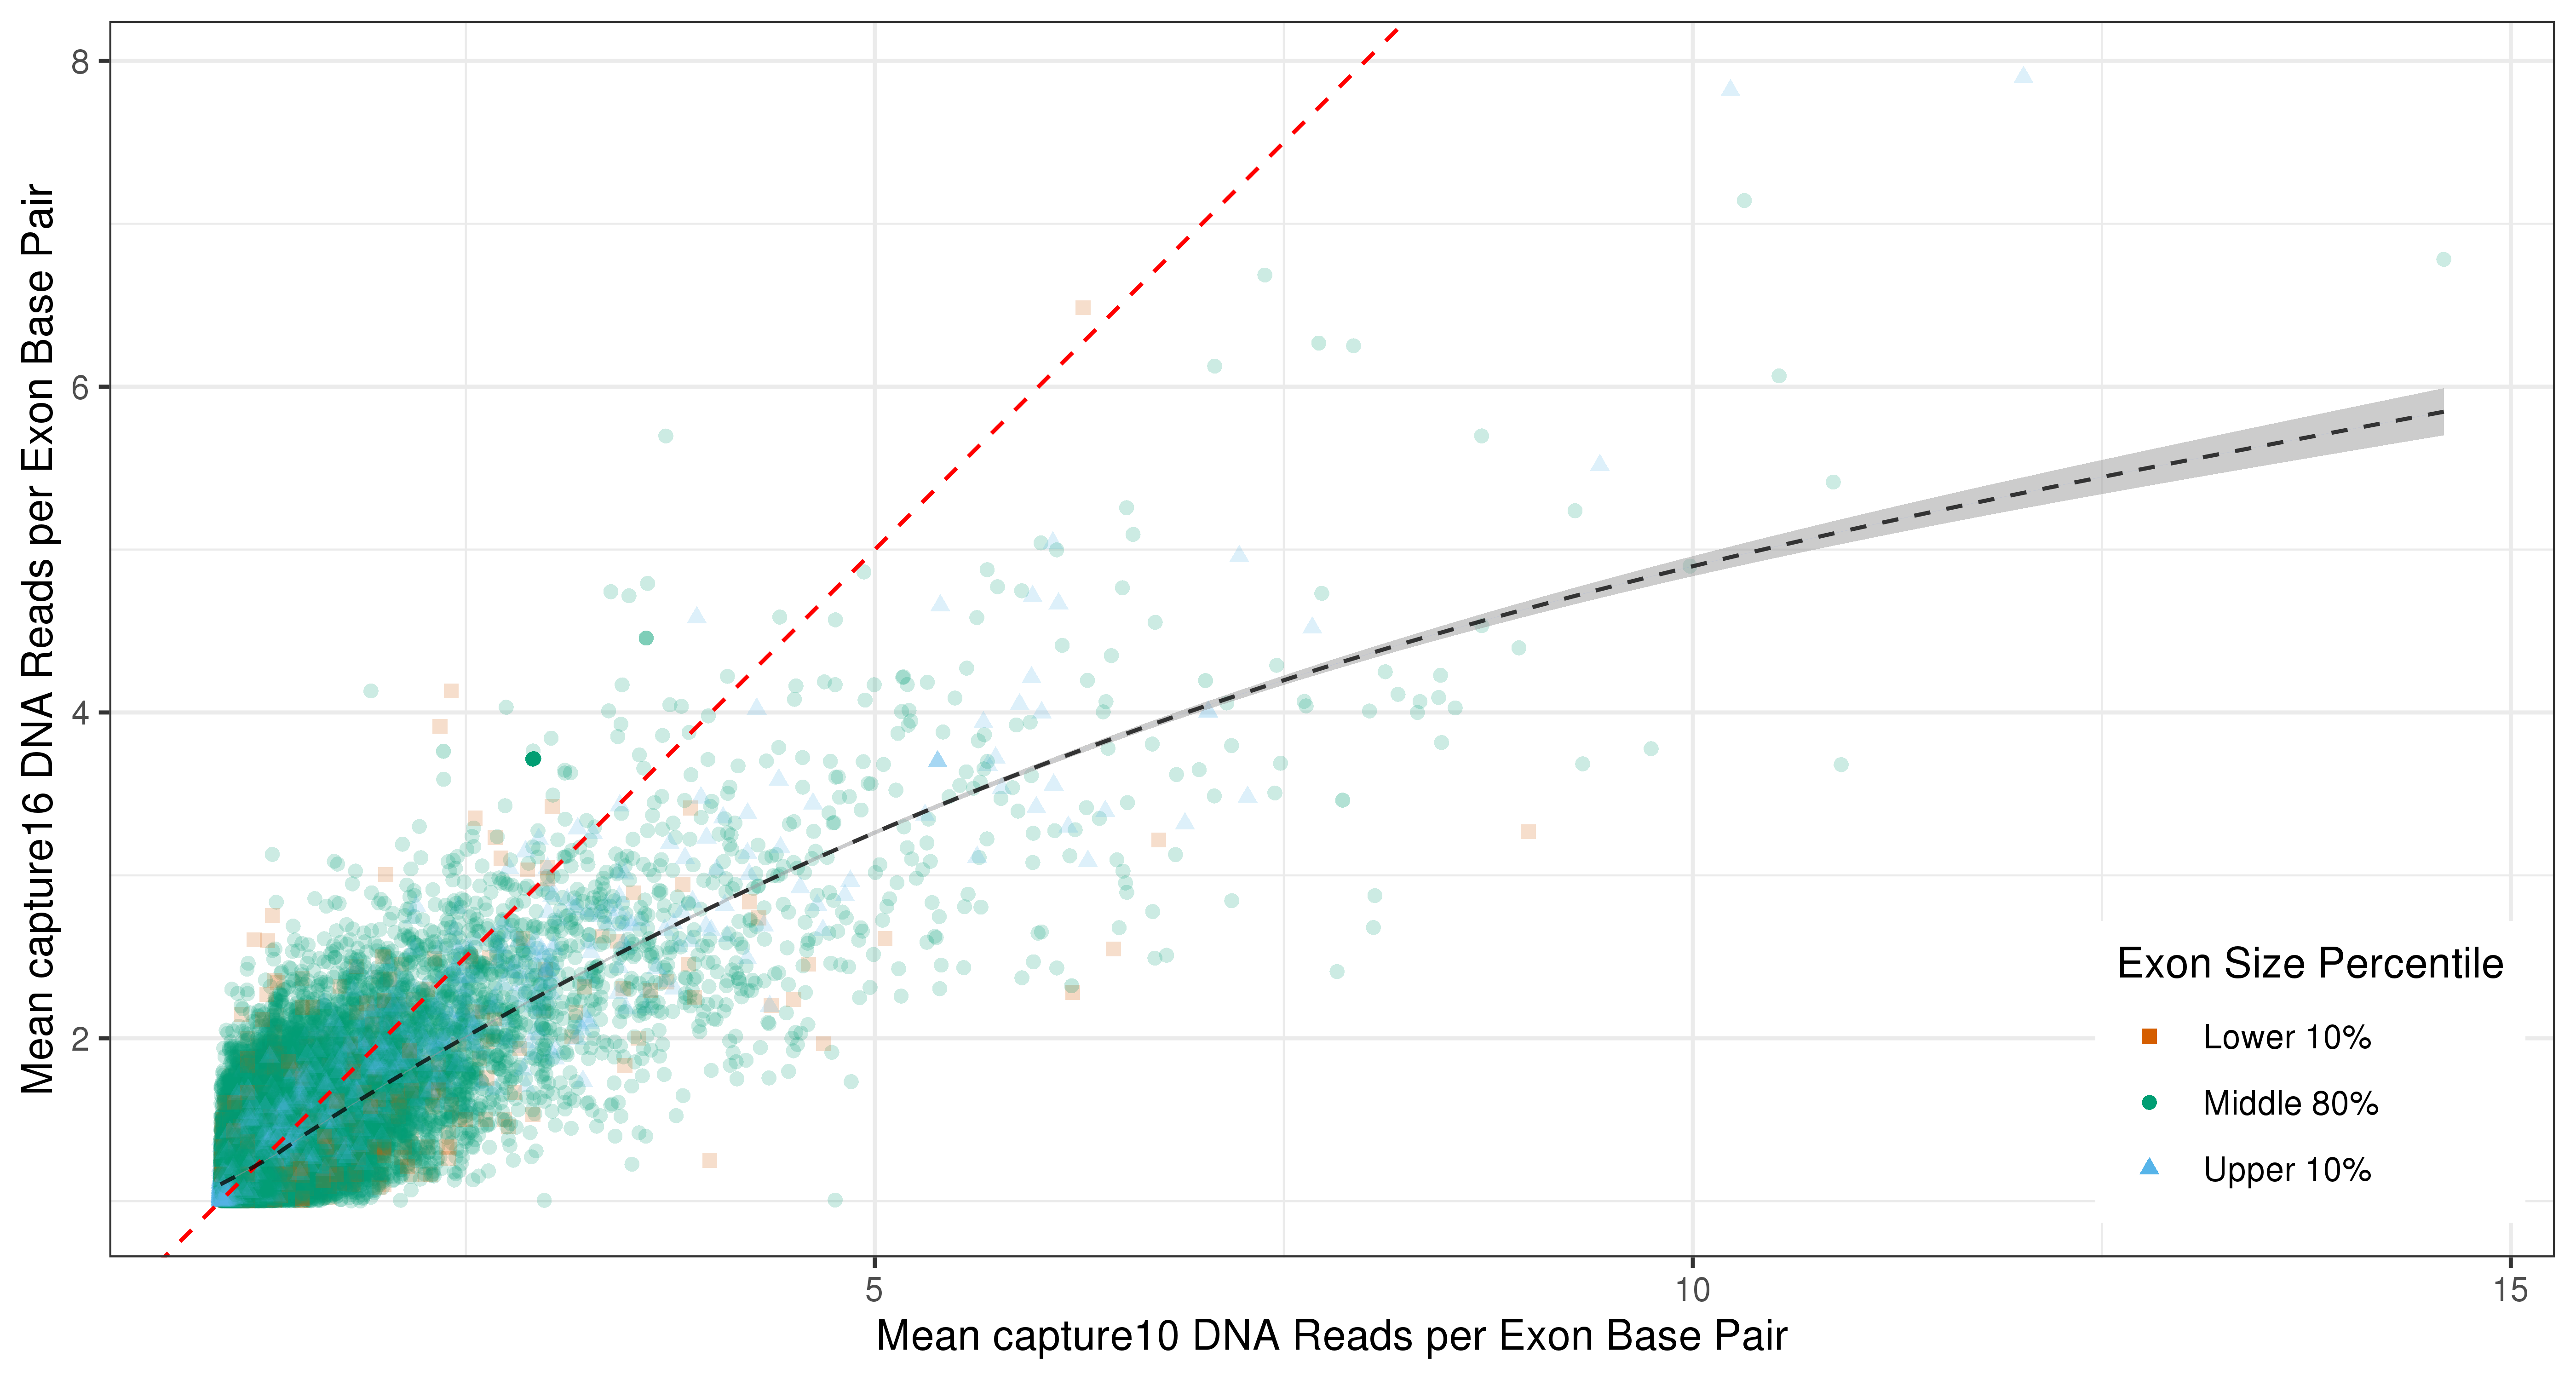 Mean capture16 DNA Reads per Exon Base Pair
8
6
4
2
5
10
15
Mean capture10 DNA Reads per Exon Base Pair
Exon Size Percentile
Lower 10%
Middle 80%
Upper 10%